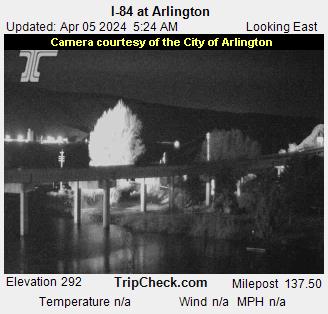 I-84 at Arlington
Updated: Apr 05 2024 5:24 AM Looking East
Camera courtesy of the City of Arlington
Elevation 292 TripCheck.com Milepost 137.50
Temperature n/a Wind n/a MPH n/a